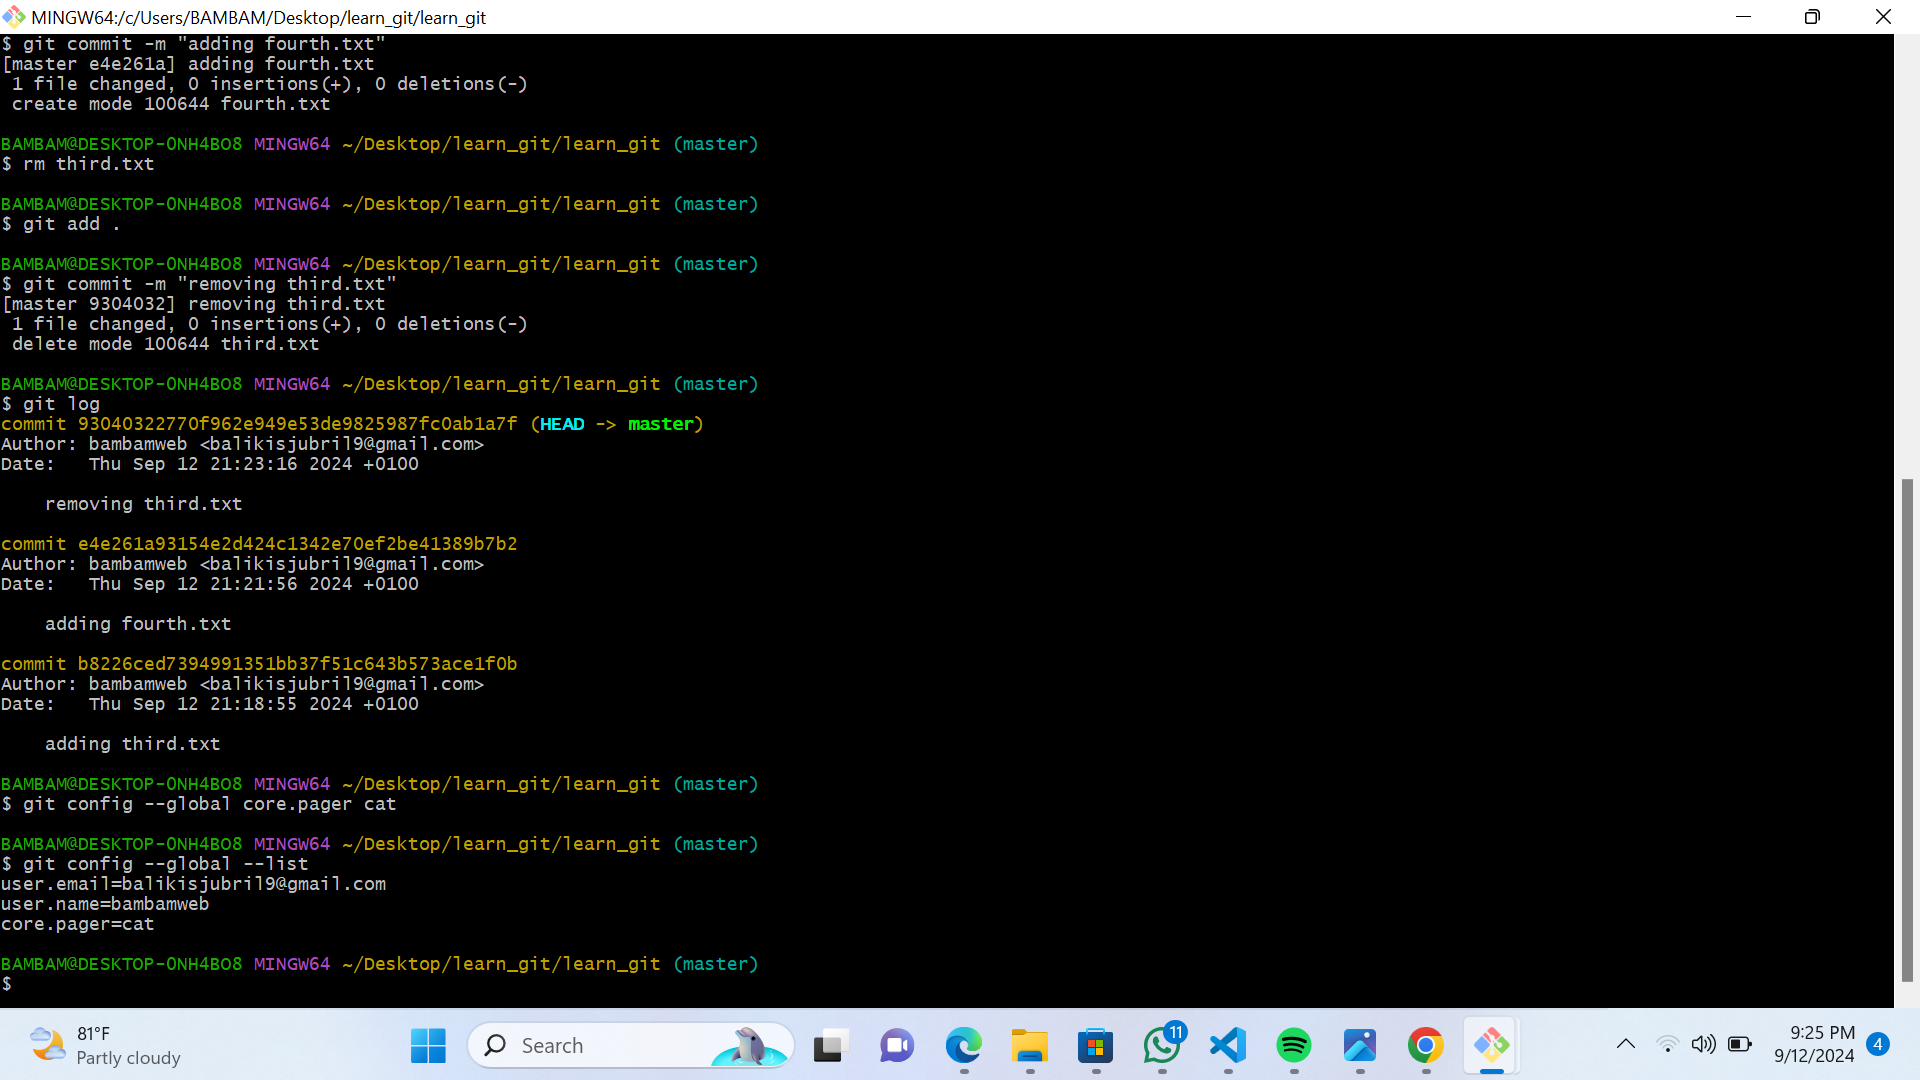 MINGW64:/c/Users/BAMBAM/Desktop/learn_git/learn_git
$ git commit -m "adding fourth.txt"
[master e4e261a] adding fourth.txt
 1 file changed, 0 insertions(+), 0 deletions(-)
 create mode 100644 fourth.txt
BAMBAM@DESKTOP-0NH4BO8 MINGW64 ~/Desktop/learn_git/learn_git (master)
$ rm third.txt
BAMBAM@DESKTOP-0NH4BO8 MINGW64 ~/Desktop/learn_git/learn_git (master)
$ git add .
BAMBAM@DESKTOP-0NH4BO8 MINGW64 ~/Desktop/learn_git/learn_git (master)
$ git commit -m "removing third.txt"
[master 9304032] removing third.txt
 1 file changed, 0 insertions(+), 0 deletions(-)
 delete mode 100644 third.txt
BAMBAM@DESKTOP-0NH4BO8 MINGW64 ~/Desktop/learn_git/learn_git (master)
$ git log
commit 93040322770f962e949e53de9825987fc0ab1a7f (HEAD -> master)
Author: bambamweb <balikisjubril9@gmail.com>
Date:   Thu Sep 12 21:23:16 2024 +0100
    removing third.txt
commit e4e261a93154e2d424c1342e70ef2be41389b7b2
Author: bambamweb <balikisjubril9@gmail.com>
Date:   Thu Sep 12 21:21:56 2024 +0100
    adding fourth.txt
commit b8226ced7394991351bb37f51c643b573ace1f0b
Author: bambamweb <balikisjubril9@gmail.com>
Date:   Thu Sep 12 21:18:55 2024 +0100
    adding third.txt
BAMBAM@DESKTOP-0NH4BO8 MINGW64 ~/Desktop/learn_git/learn_git (master)
$ git config --global core.pager cat
BAMBAM@DESKTOP-0NH4BO8 MINGW64 ~/Desktop/learn_git/learn_git (master)
$ git config --global --list
user.email=balikisjubril9@gmail.com
user.name=bambamweb
core.pager=cat
BAMBAM@DESKTOP-0NH4BO8 MINGW64 ~/Desktop/learn_git/learn_git (master)
$
81°F
Partly cloudy
Search
11
9:25 PM
9/12/2024
4